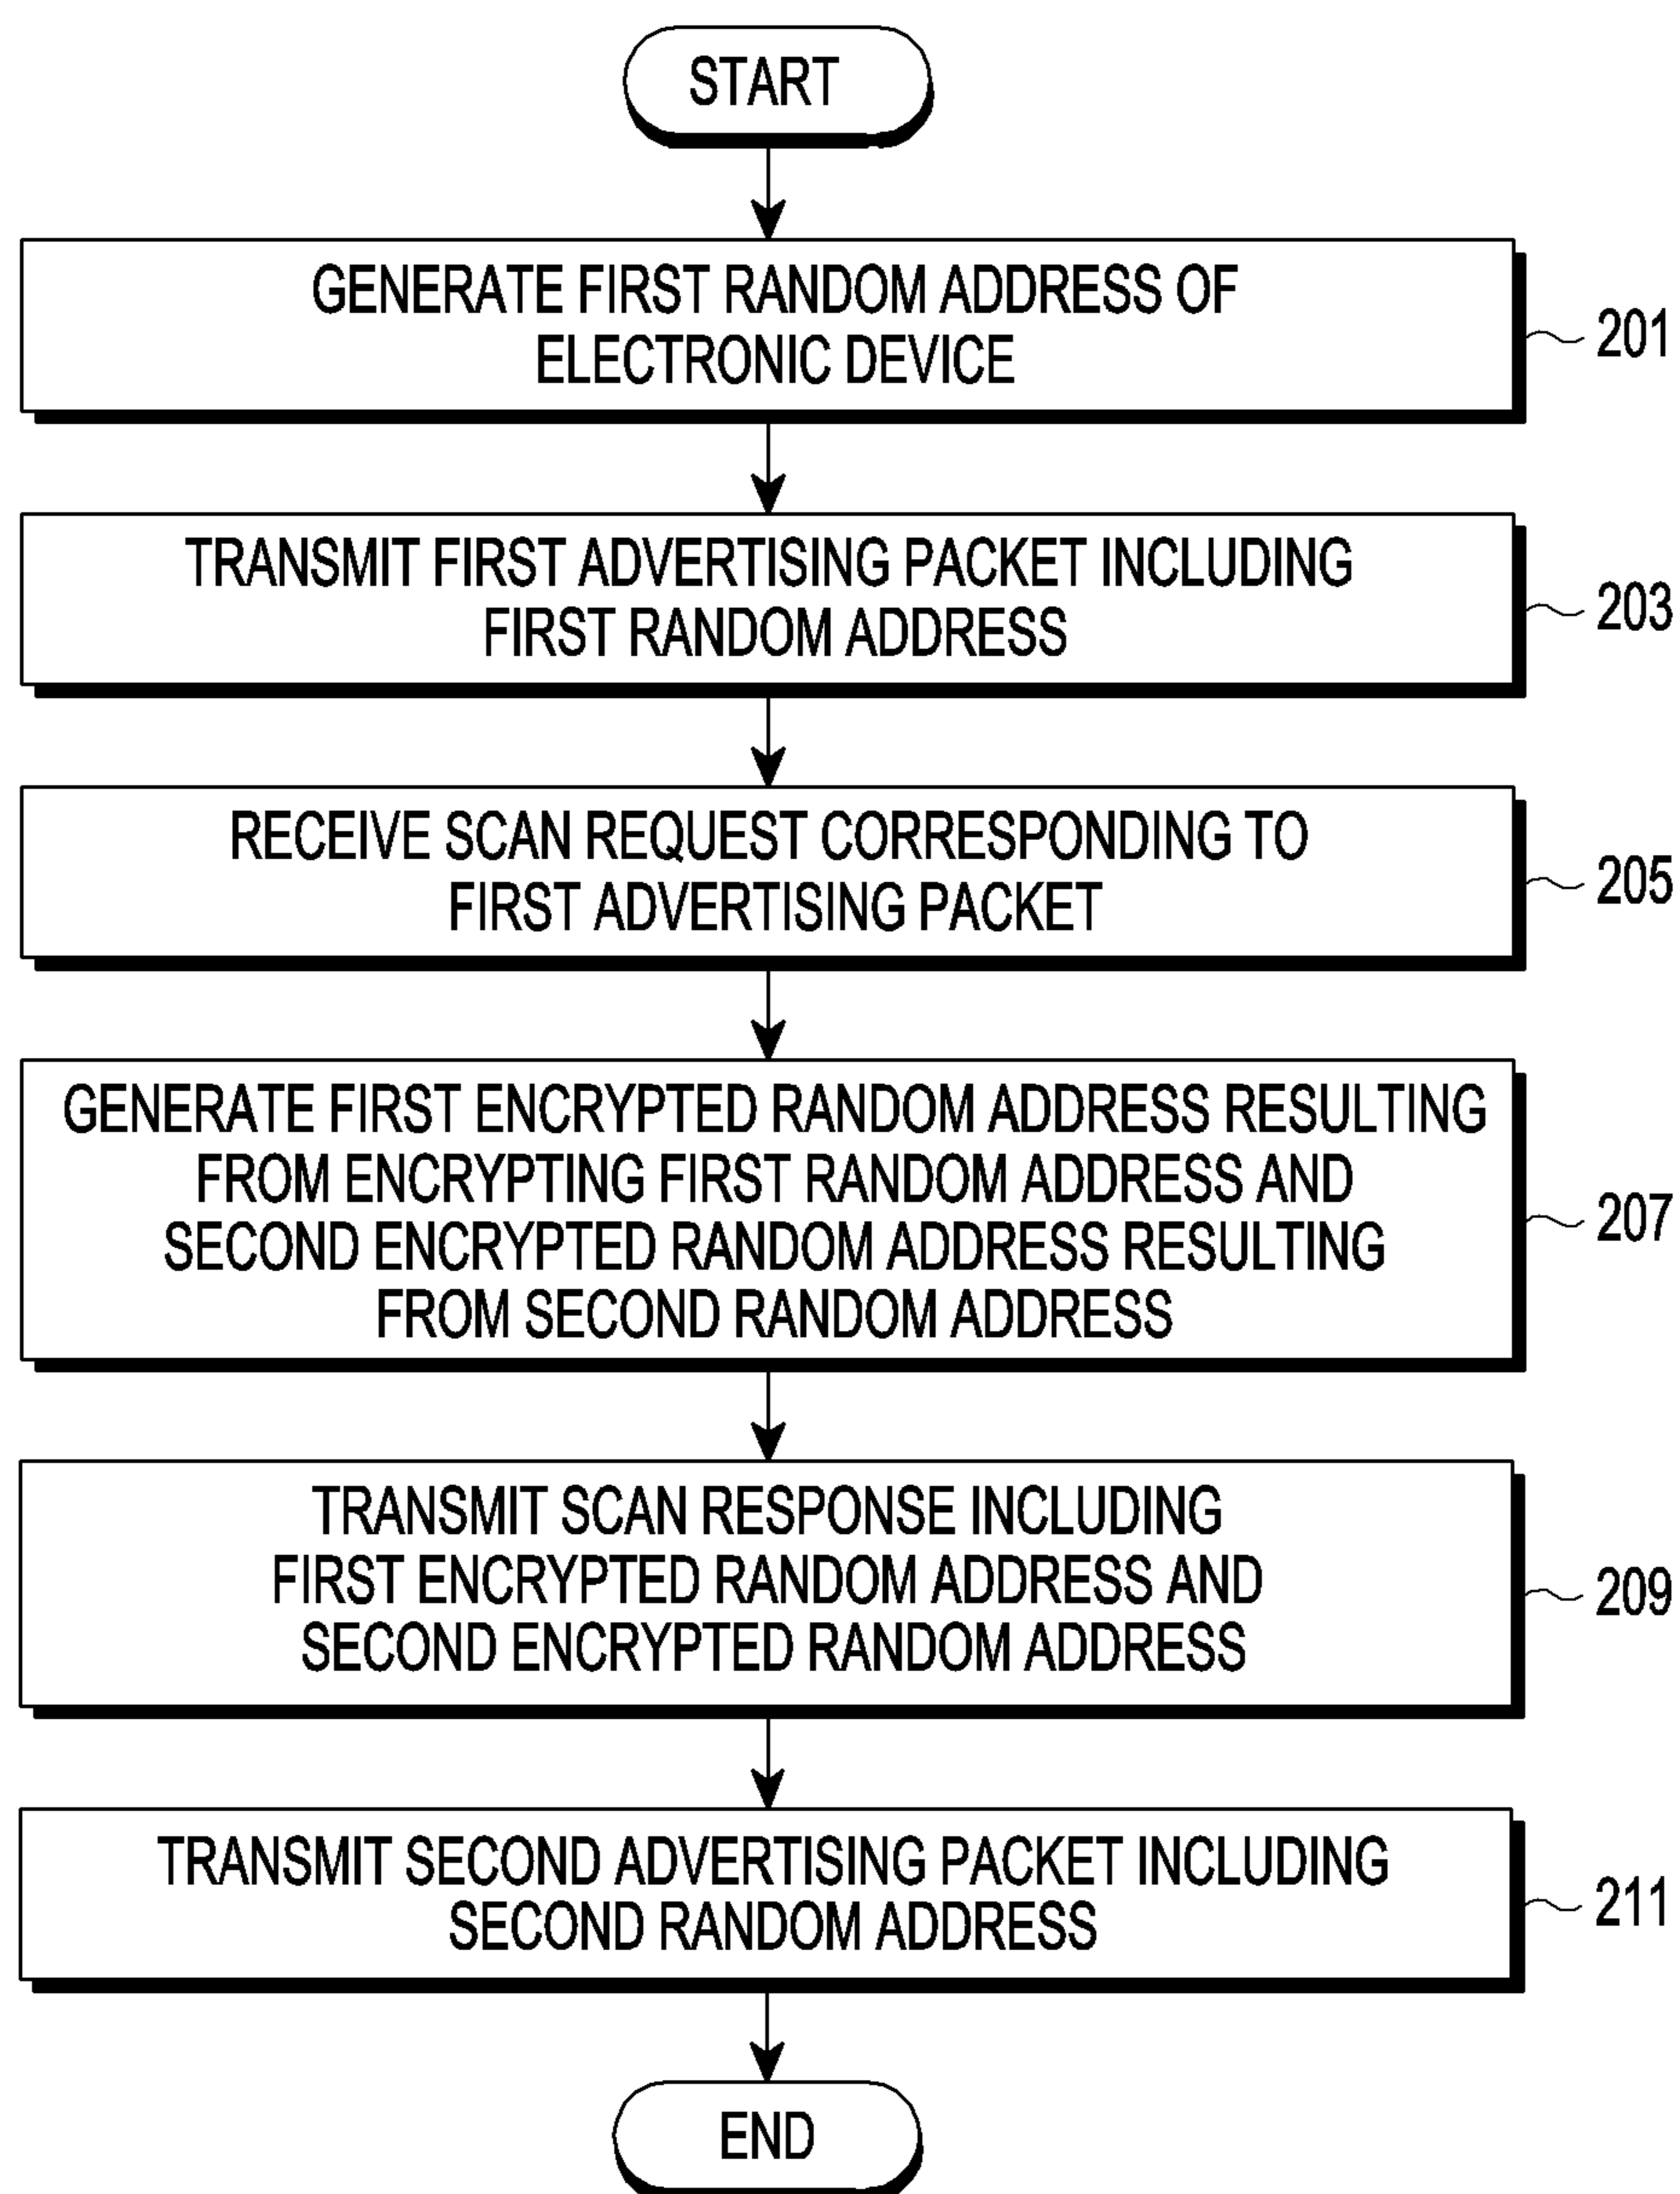 START
GENERATE FIRST RANDOM ADDRESS OF
ELECTRONIC DEVICE
201
TRANSMIT FIRST ADVERTISING PACKET INCLUDING
FIRST RANDOM ADDRESS
203
RECEIVE SCAN REQUEST CORRESPONDING TO
FIRST ADVERTISING PACKET
205
GENERATE FIRST ENCRYPTED RANDOM ADDRESS RESULTING
FROM ENCRYPTING FIRST RANDOM ADDRESS AND
SECOND ENCRYPTED RANDOM ADDRESS RESULTING
FROM SECOND RANDOM ADDRESS
207
TRANSMIT SCAN RESPONSE INCLUDING
FIRST ENCRYPTED RANDOM ADDRESS AND
SECOND ENCRYPTED RANDOM ADDRESS
209
TRANSMIT SECOND ADVERTISING PACKET INCLUDING
SECOND RANDOM ADDRESS
211
END